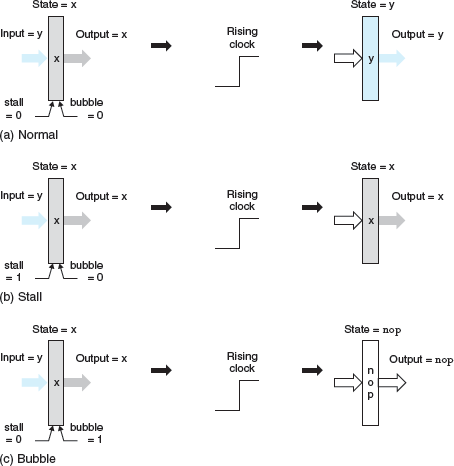 State = x
State = y
Input = y
Output = x
Rising
clock
Output = y
x
y
stall
= 0
bubble
= 0
(a) Normal
State = x
State = x
Input = y
Output = x
Rising
clock
Output = x
x
x
stall
= 1
bubble
= 0
(b) Stall
State = x
State = nop
Input = y
Output = x
Rising
clock
Output = nop
x
n
o
p
stall
= 0
bubble
= 1
(c) Bubble